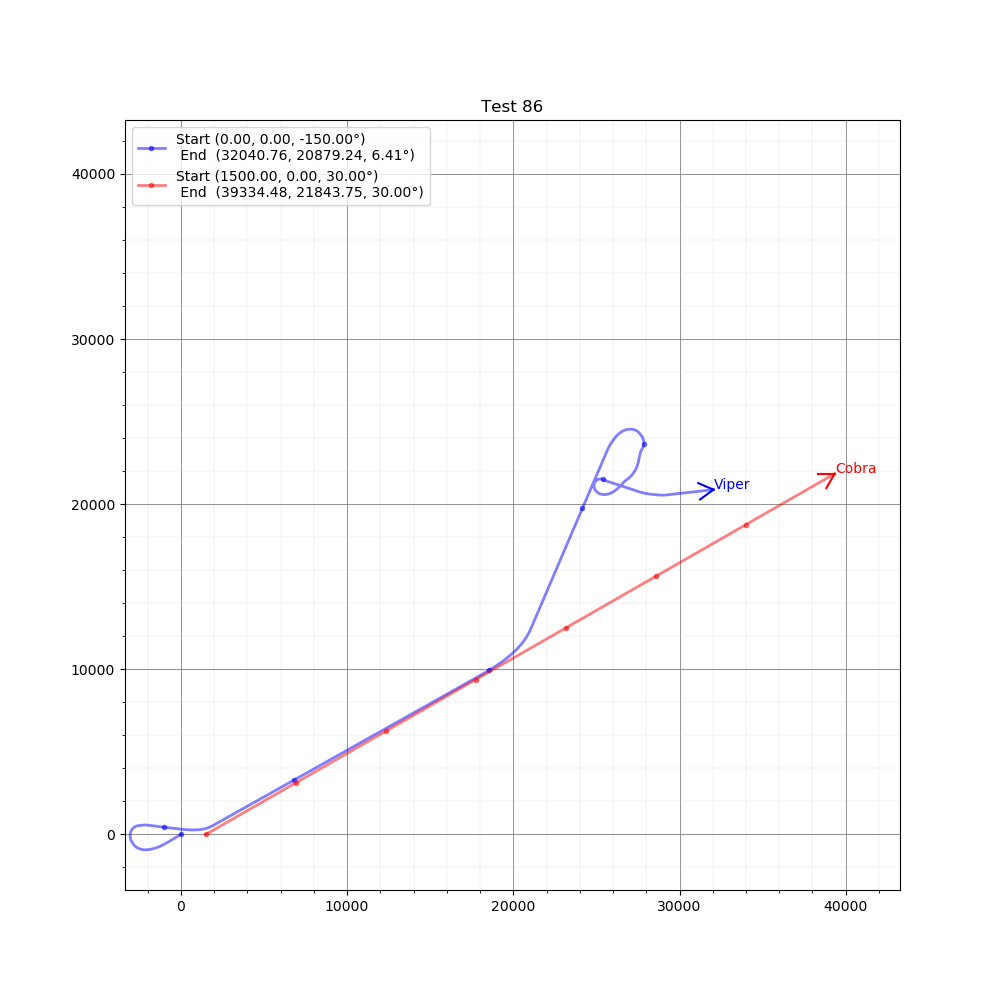 Test 86
Start (0.00, 0.00, -150.00°)
End  (32040.76, 20879.24, 6.41°)
Start (1500.00, 0.00, 30.00°)
End  (39334.48, 21843.75, 30.00°)
40000
30000
20000
10000
0
Cobra
Viper
0
10000
20000
30000
40000